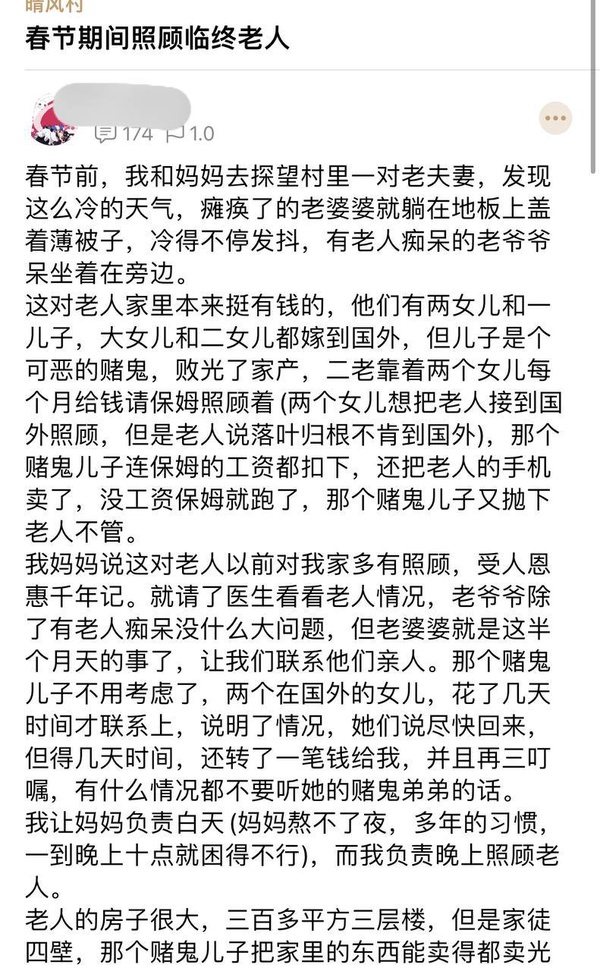 晴风村
春节期间照顾临终老人
174 1.0
春节前，我和妈妈去探望村里一对老夫妻，发现
这么冷的天气，瘫痪了的老婆婆就躺在地板上盖
着薄被子，冷得不停发抖，有老人痴呆的老爷爷
呆坐着在旁边。
这对老人家里本来挺有钱的，他们有两女儿和一
儿子，大女儿和二女儿都嫁到国外，但儿子是个
可恶的赌鬼，败光了家产，二老靠着两个女儿每
个月给钱请保姆照顾着(两个女儿想把老人接到国
外照顾，但是老人说落叶归根不肯到国外)，那个
赌鬼儿子连保姆的工资都扣下，还把老人的手机
卖了，没工资保姆就跑了，那个赌鬼儿子又抛下
老人不管。
我妈妈说这对老人以前对我家多有照顾，受人恩
惠千年记。就请了医生看看老人情况，老爷爷除
了有老人痴呆没什么大问题，但老婆婆就是这半
个月天的事了，让我们联系他们亲人。那个赌鬼
儿子不用考虑了，两个在国外的女儿，花了几天
时间才联系上，说明了情况，她们说尽快回来，
但得几天时间，还转了一笔钱给我，并且再三叮
嘱，有什么情况都不要听她的赌鬼弟弟的话。
我让妈妈负责白天(妈妈熬不了夜，多年的习惯，
一到晚上十点就困得不行)，而我负责晚上照顾老
人。
老人的房子很大，三百多平方三层楼，但是家徒
四壁，那个赌鬼儿子把家里的东西能卖得都卖光